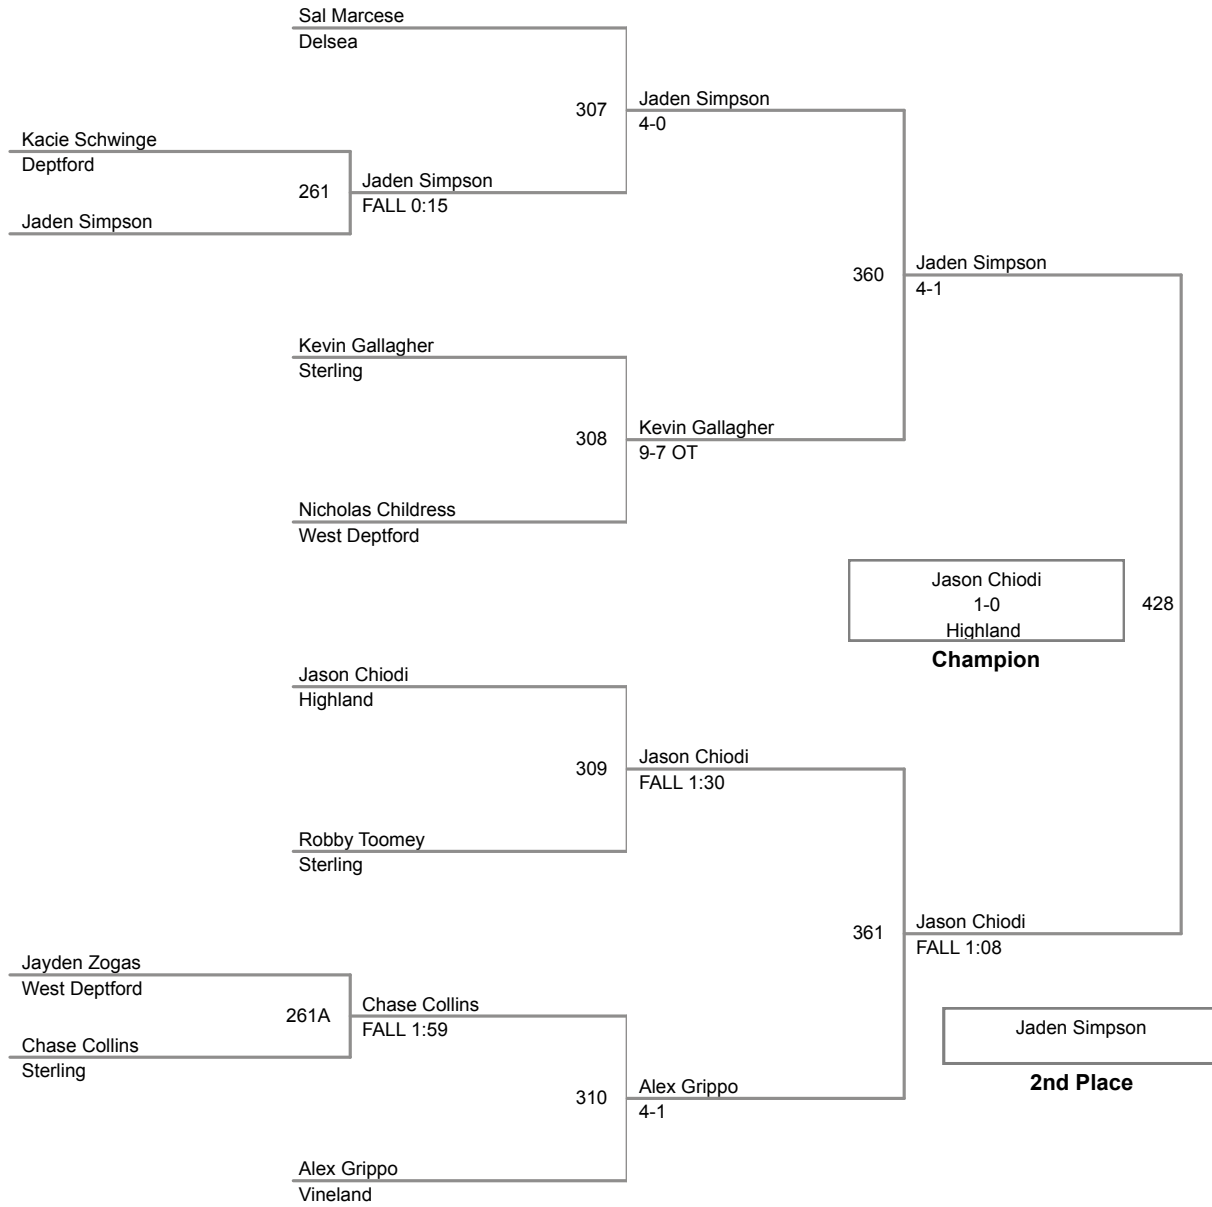 Sal Marcese
Delsea
307
Jaden Simpson
4-0
Kacie Schwinge
Deptford
261
Jaden Simpson
FALL 0:15
Jaden Simpson
360
Jaden Simpson
4-1
Kevin Gallagher
Sterling
308
Kevin Gallagher
9-7 OT
Nicholas Childress
West Deptford
Jason Chiodi
1-0
Highland
428
Champion
Jason Chiodi
Highland
309
Jason Chiodi
FALL 1:30
Robby Toomey
Sterling
361
Jason Chiodi
FALL 1:08
Jayden Zogas
West Deptford
261A
Chase Collins
FALL 1:59
Chase Collins
Sterling
Jaden Simpson
2nd Place
310
Alex Grippo
4-1
Alex Grippo
Vineland